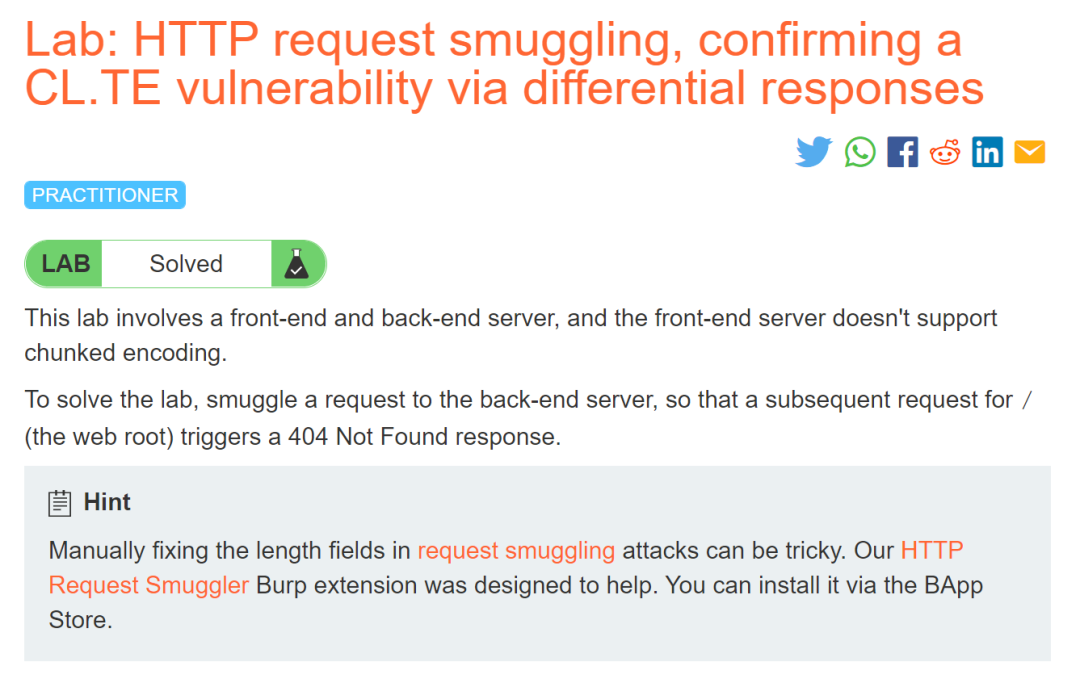 Lab: HTTP request smuggling, confirming a
CL.TE vulnerability via differential responses
PRACTITIONER
LAB Solved
This lab involves a front-end and back-end server, and the front-end server doesn't support
chunked encoding.
To solve the lab, smuggle a request to the back-end server, so that a subsequent request for /
(the web root) triggers a 404 Not Found response.
Hint
Manually fixing the length fields in request smuggling attacks can be tricky. Our HTTP
Request Smuggler Burp extension was designed to help. You can install it via the BApp
Store.